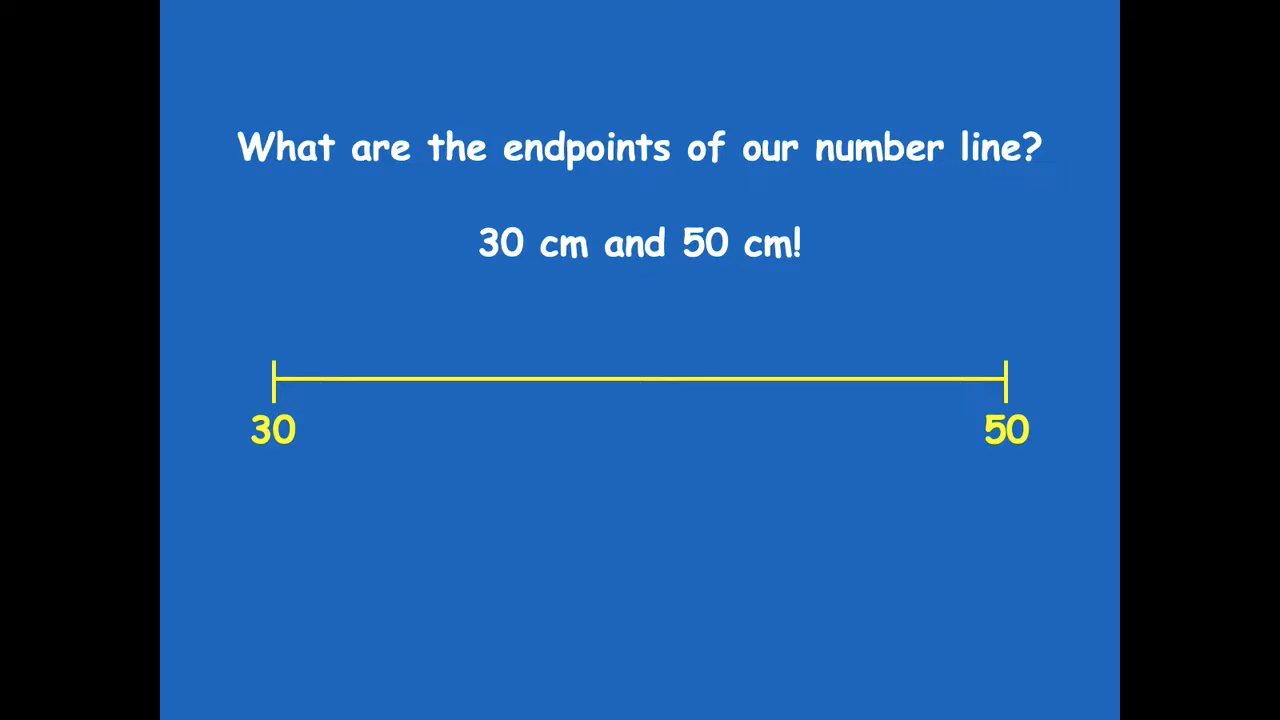 What are the endpoints of our number line?
30 cm and 50 cm!
30 50